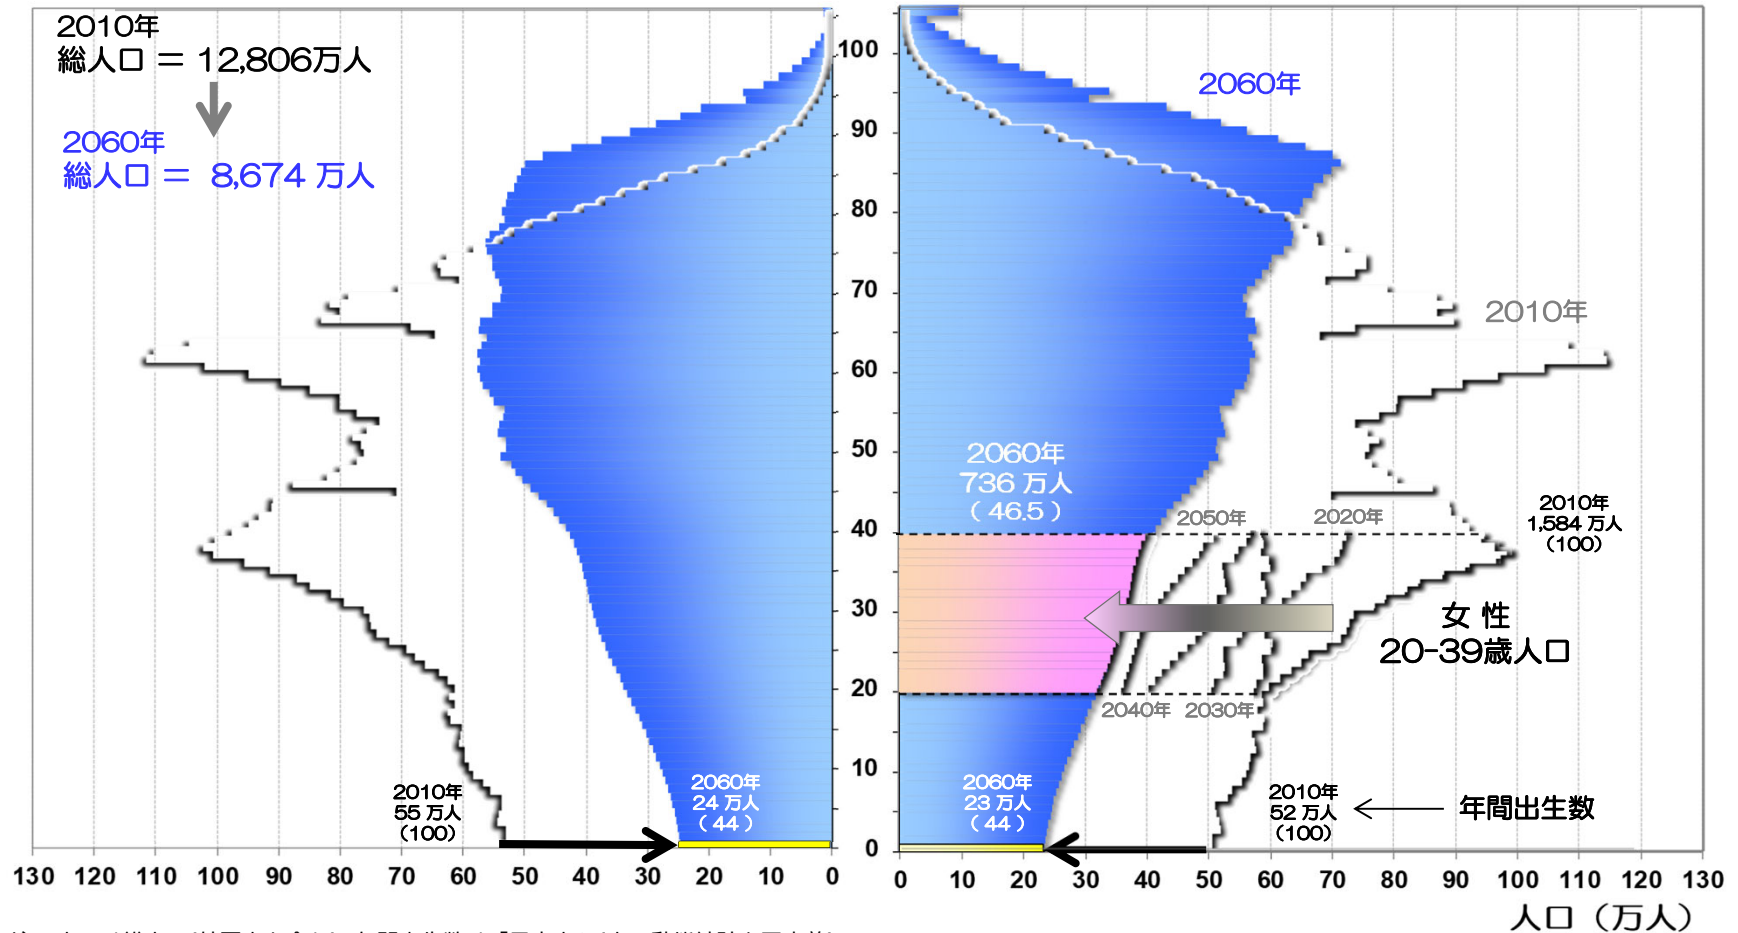 2010年
総人口 = 12,806万人
2060年
総人口 = 8,674 万人
2060年
2010年
2060年
736 万人
( 46.5 )
2050年
2020年
2010年
1,584 万人
(100)
女 性
20-39歳人口
2040年
2030年
2010年
55 万人
(100)
2060年
24 万人
( 44 )
2060年
23 万人
( 44 )
2010年
52 万人
(100)
年間出生数
100
90
80
70
60
50
40
30
20
10
0
130 120 110 100 90 80 70 60 50 40 30 20 10 0
0 10 20 30 40 50 60 70 80 90 100 110 120 130
人口（万人）